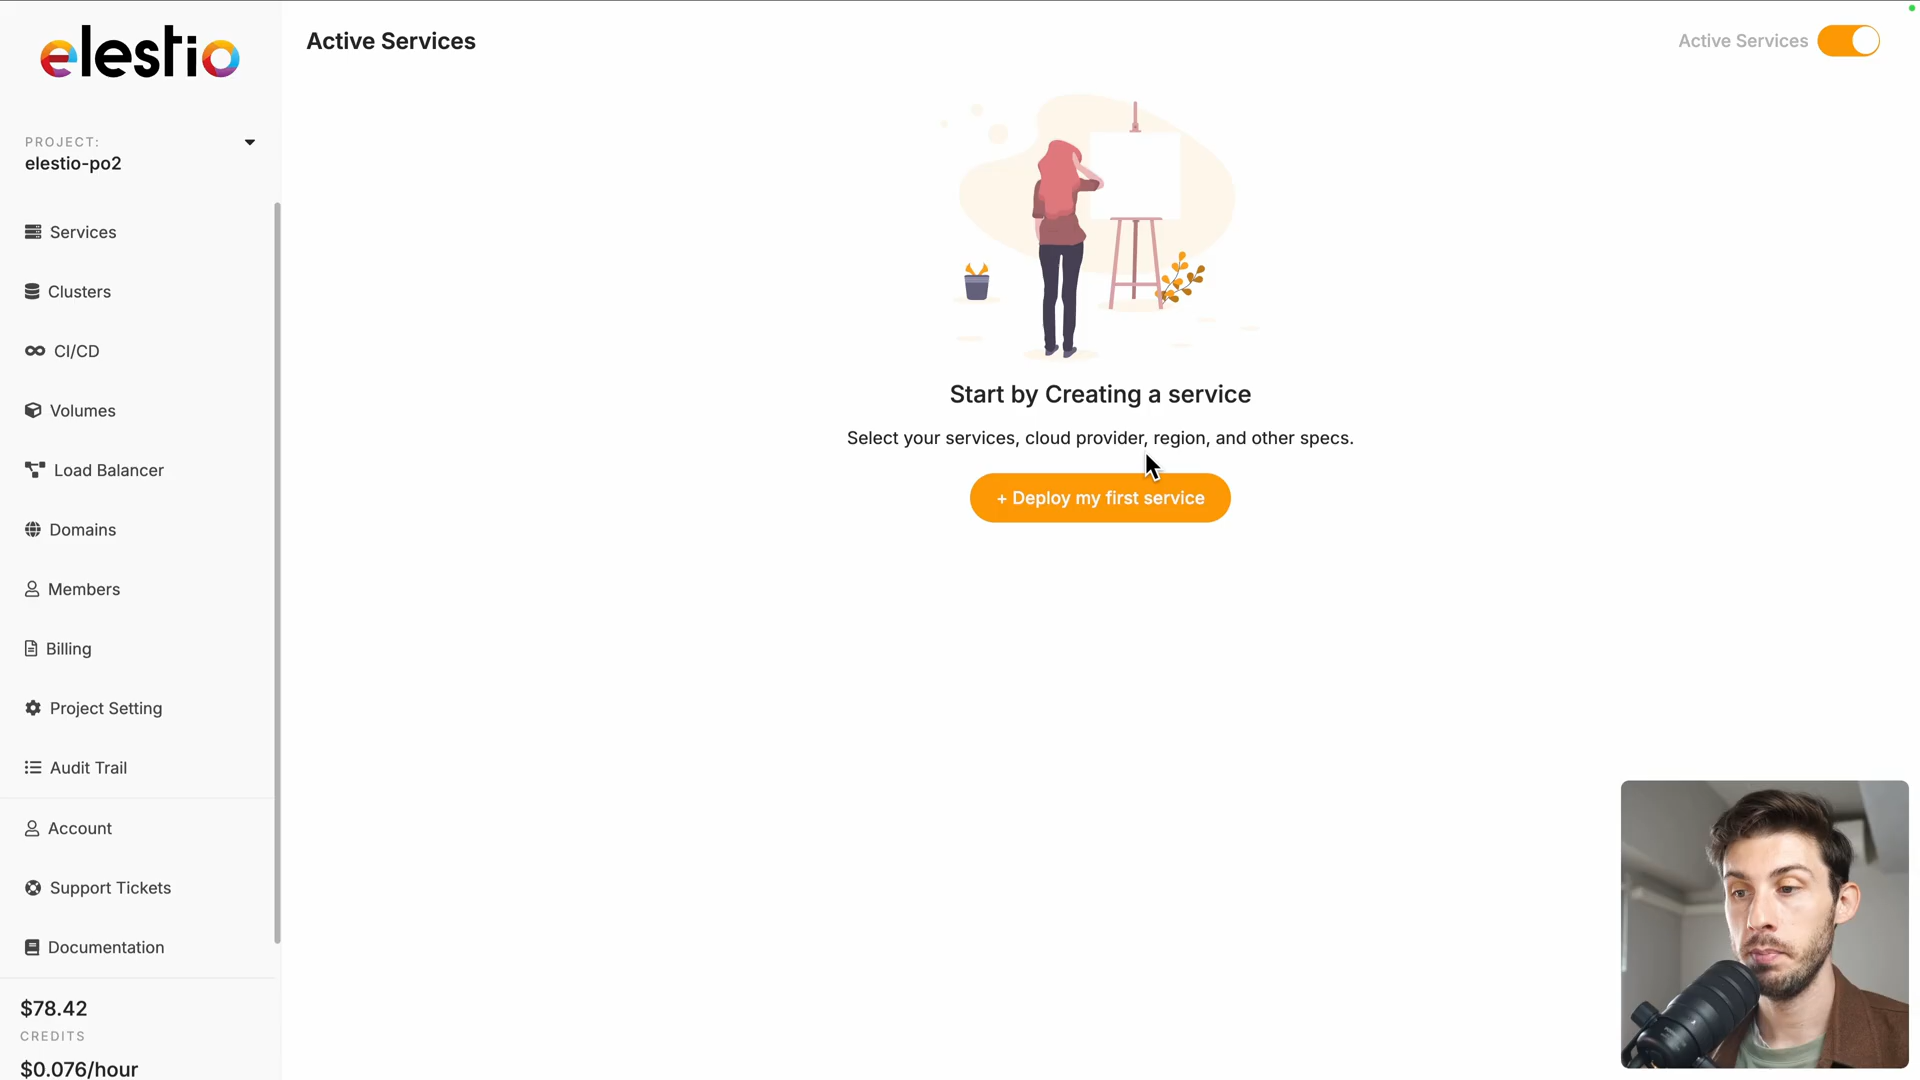 elestio
PROJECT:
elestio-po2
Services
Clusters
CI/CD
Volumes
Load Balancer
Domains
Members
Billing
Project Setting
Audit Trail
Account
Support Tickets
Documentation
$78.42
CREDITS
$0.076/hour
Active Services
Active Services
Start by Creating a service
Select your services, cloud provider, region, and other specs.
+ Deploy my first service